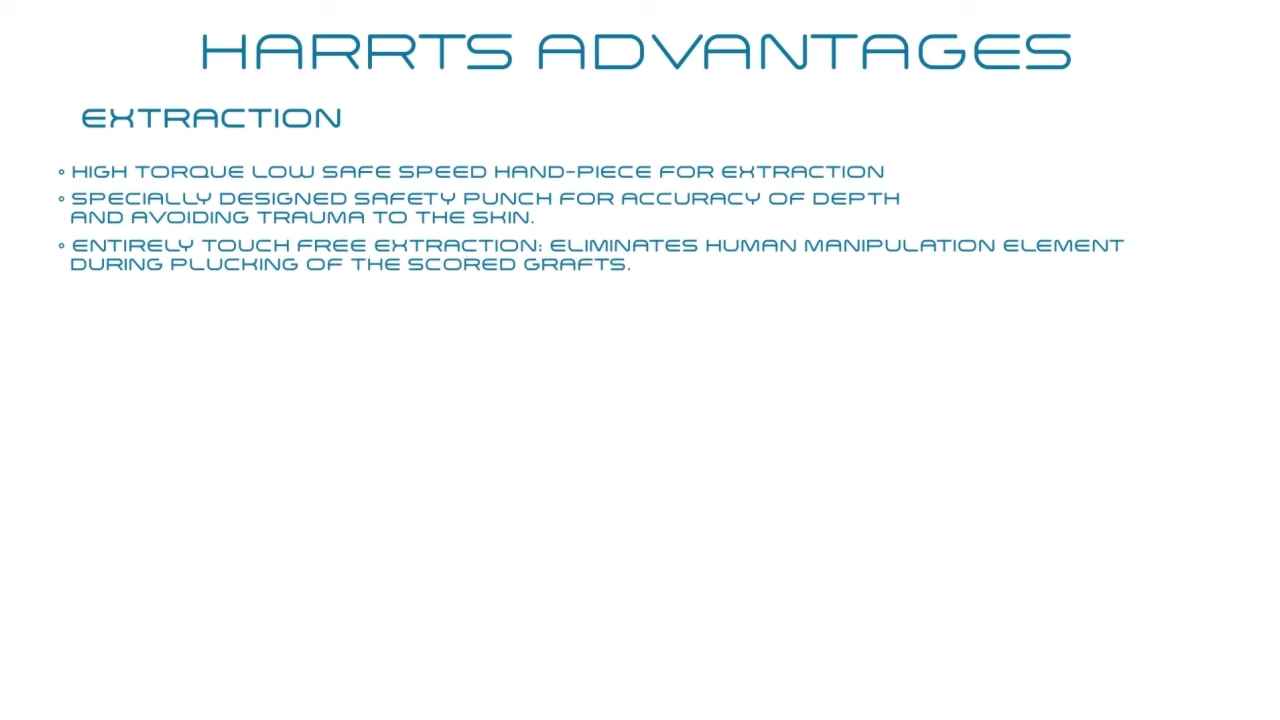 HARRTS ADVANTAGES
EXTRACTION
◦ HIGH TORQUE LOW SAFE SPEED HAND-PIECE FOR EXTRACTION
◦ SPECIALLY DESIGNED SAFETY PUNCH FOR ACCURACY OF DEPTH
AND AVOIDING TRAUMA TO THE SKIN.
◦ ENTIRELY TOUCH FREE EXTRACTION: ELIMINATES HUMAN MANIPULATION ELEMENT
DURING PLUCKING OF THE SCORED GRAFTS.